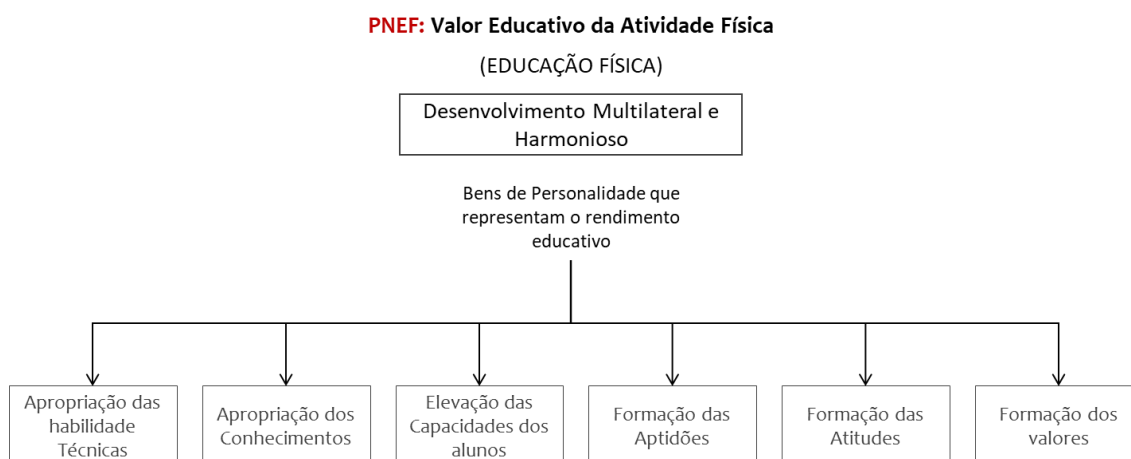 PNEF: Valor Educativo da Atividade Física
(EDUCAÇÃO FÍSICA)
Desenvolvimento Multilateral e
Harmonioso
Bens de Personalidade que
representam o rendimento
educativo
Apropriação das
habilidade
Técnicas
Apropriação dos
Conhecimentos
Elevação das
Capacidades dos
alunos
Formação das
Aptidões
Formação das
Atitudes
Formação dos
valores